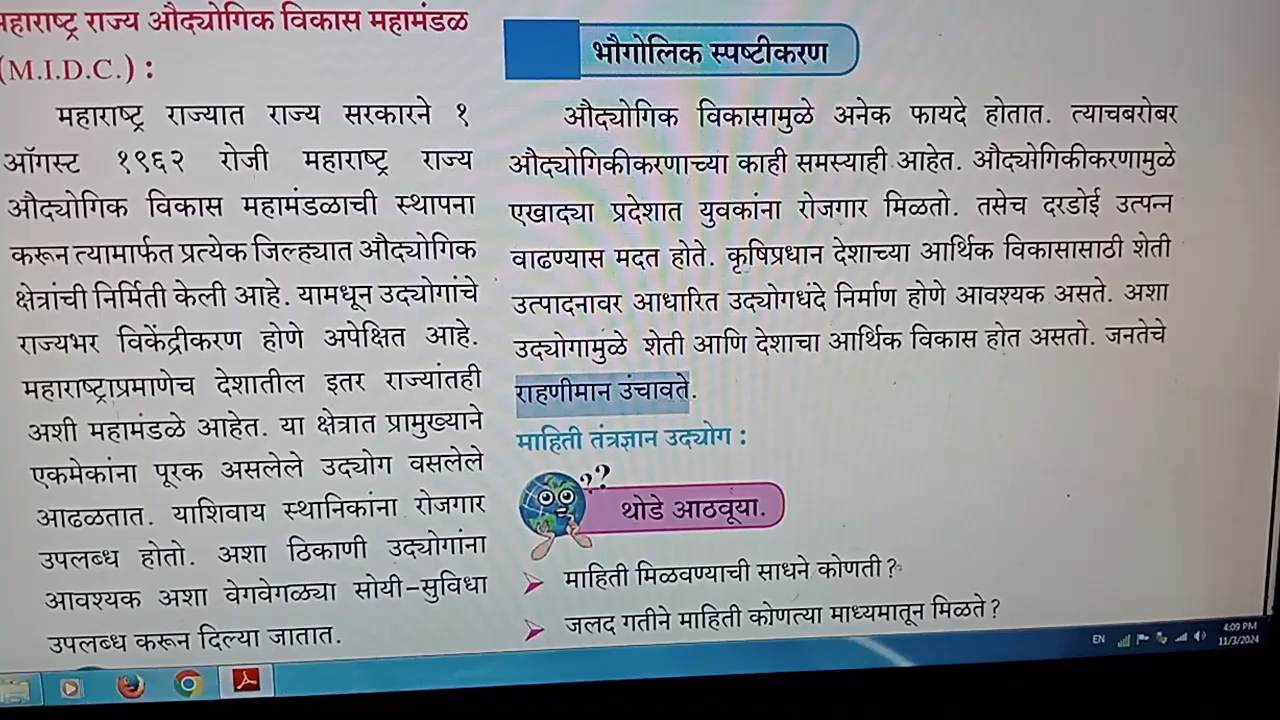 महाराष्ट्र राज्य औद्योगिक विकास महामंडळ
(M.I.D.C.) :
महाराष्ट्र राज्यात राज्य सरकारने १
ऑगस्ट १९६२ रोजी महाराष्ट्र राज्य
औद्योगिक विकास महामंडळाची स्थापना
करून त्यामार्फत प्रत्येक जिल्ह्यात औद्योगिक
क्षेत्रांची निर्मिती केली आहे. यामधून उद्योगांचे
राज्यभर विकेंद्रीकरण होणे अपेक्षित आहे.
महाराष्ट्राप्रमाणेच देशातील इतर राज्यांतही
अशी महामंडळे आहेत. या क्षेत्रात प्रामुख्याने
एकमेकांना पूरक असलेले उद्योग वसलेले
आढळतात. याशिवाय स्थानिकांना रोजगार
उपलब्ध होतो. अशा ठिकाणी उद्योगांना
आवश्यक अशा वेगवेगळ्या सोयी-सुविधा
उपलब्ध करून दिल्या जातात.
भौगोलिक स्पष्टीकरण
औद्योगिक विकासामुळे अनेक फायदे होतात. त्याचबरोबर
औद्योगिकीकरणाच्या काही समस्याही आहेत. औद्योगिकीकरणामुळे
एखाद्या प्रदेशात युवकांना रोजगार मिळतो. तसेच दरडोई उत्पन्न
वाढण्यास मदत होते. कृषिप्रधान देशाच्या आर्थिक विकासासाठी शेती
उत्पादनावर आधारित उद्योगधंदे निर्माण होणे आवश्यक असते. अशा
उद्योगामुळे शेती आणि देशाचा आर्थिक विकास होत असतो. जनतेचे
राहणीमान उंचावते.
माहिती तंत्रज्ञान उद्योग :
??
थोडे आठवूया.
माहिती मिळवण्याची साधने कोणती ?
जलद गतीने माहिती कोणत्या माध्यमातून मिळते ?
EN
4:09 PM
11/3/2024